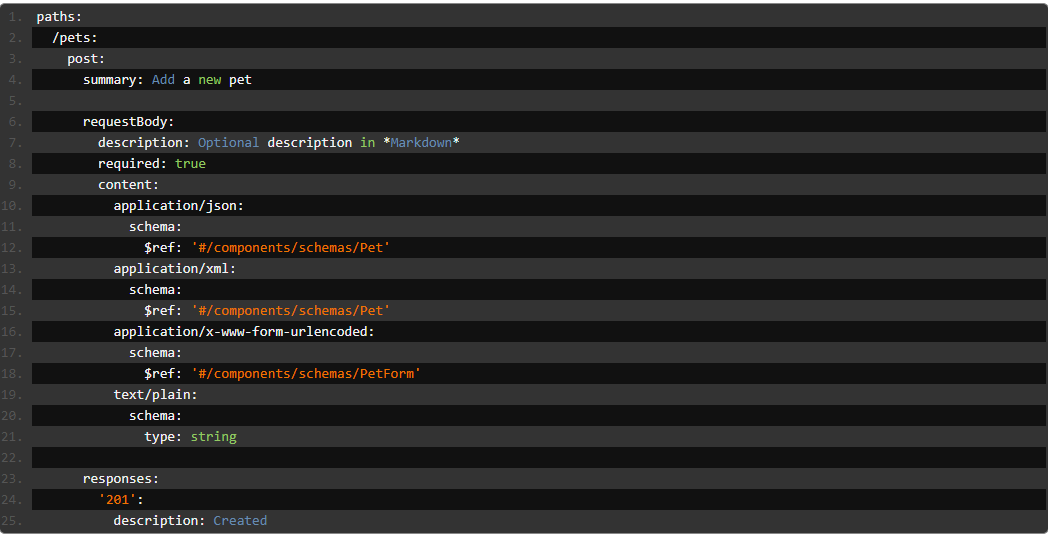 1. paths:
2.   /pets:
3.     post:
4.       summary: Add a new pet
5.
6.       requestBody:
7.         description: Optional description in *Markdown*
8.         required: true
9.         content:
10.           application/json:
11.             schema:
12.               $ref: '#/components/schemas/Pet'
13.           application/xml:
14.             schema:
15.               $ref: '#/components/schemas/Pet'
16.           application/x-www-form-urlencoded:
17.             schema:
18.               $ref: '#/components/schemas/PetForm'
19.           text/plain:
20.             schema:
21.               type: string
22.
23.       responses:
24.         '201':
25.           description: Created